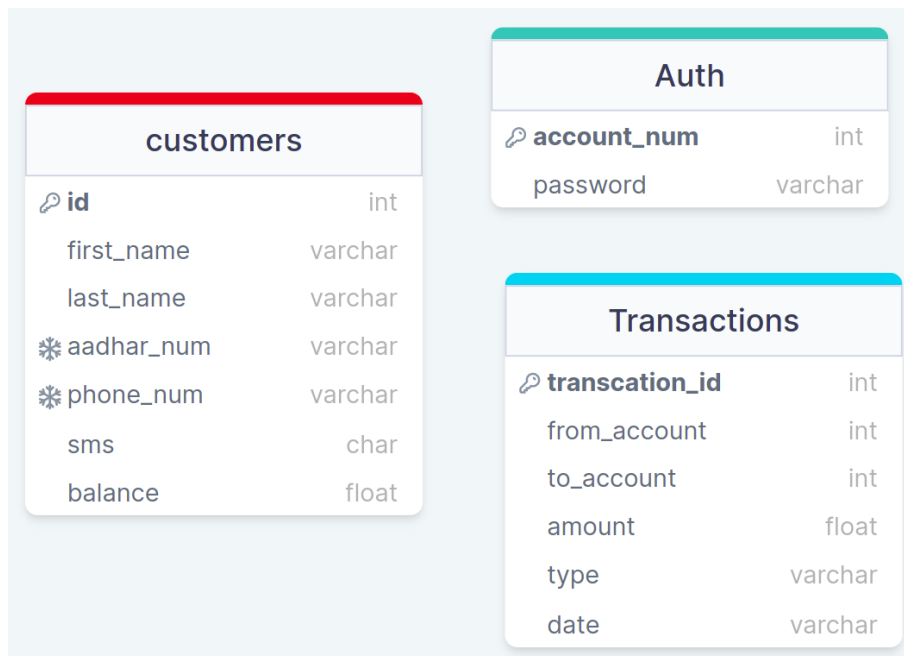 customers
id int
first_name varchar
last_name varchar
aadhar_num varchar
phone_num varchar
sms char
balance float
Auth
account_num int
password varchar
Transactions
transcation_id int
from_account int
to_account int
amount float
type varchar
date varchar